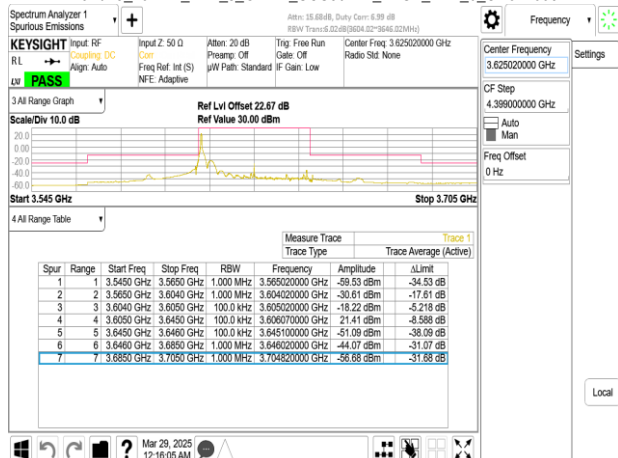 Spectrum Analyzer 1
Spurious Emissions
Attn: 15.68dB, Duty Corr: 6.99 dB
RBW Trans:6.02dB(3604.02~3646.02MHz)
Frequency
KEYSIGHT
Input: RF
Coupling: DC
Align: Auto
Input Z: 50 Ω
Corr
Freq Ref: Int (S)
NFE: Adaptive
Atten: 20 dB
Preamp: Off
µW Path: Standard
Trig: Free Run
Gate: Off
IF Gain: Low
Center Freq: 3.625020000 GHz
Radio Std: None
RL
LXI
PASS
Center Frequency
3.625020000 GHz
Settings
CF Step
4.399000000 GHz
Auto
Man
Freq Offset
0 Hz
3 All Range Graph
Scale/Div 10.0 dB
Ref Lvl Offset 22.67 dB
Ref Value 30.00 dBm
20.0
0.00
-20.0
-40.0
-60.0
Start 3.545 GHz
Stop 3.705 GHz
4 All Range Table
Measure Trace Trace 1
Trace Type Trace Average (Active)
Spur Range Start Freq Stop Freq RBW Frequency Amplitude ΔLimit
1 1 3.5450 GHz 3.5650 GHz 1.000 MHz 3.565020000 GHz -59.53 dBm -34.53 dB
2 2 3.5650 GHz 3.6040 GHz 1.000 MHz 3.604020000 GHz -30.61 dBm -17.61 dB
3 3 3.6040 GHz 3.6050 GHz 100.0 kHz 3.605020000 GHz -18.22 dBm -5.218 dB
4 4 3.6050 GHz 3.6450 GHz 100.0 kHz 3.606070000 GHz 21.41 dBm -8.588 dB
5 5 3.6450 GHz 3.6460 GHz 100.0 kHz 3.645100000 GHz -51.09 dBm -38.09 dB
6 6 3.6460 GHz 3.6850 GHz 1.000 MHz 3.646020000 GHz -44.07 dBm -31.07 dB
7 7 3.6850 GHz 3.7050 GHz 1.000 MHz 3.704820000 GHz -56.68 dBm -31.68 dB
Local
Mar 29, 2025
12:16:05 AM